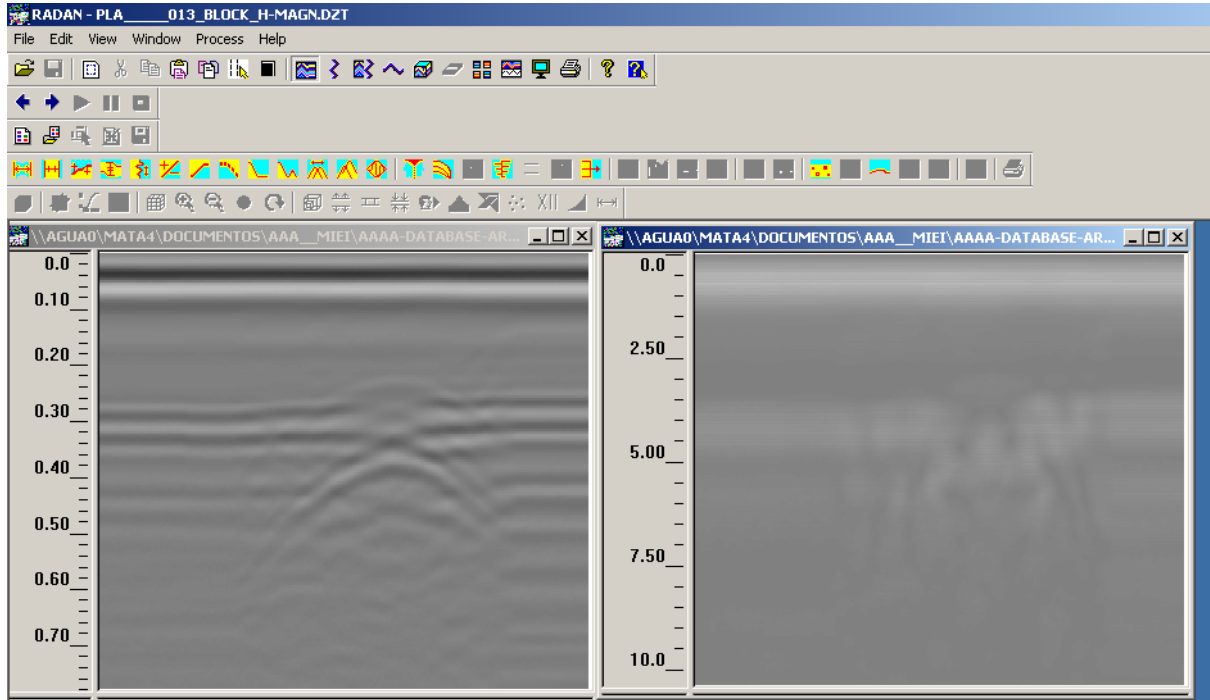 RADAN - PLA_____013_BLOCK_H-MAGN.DZT
File Edit View Window Process Help
XII
\\AGUA0\MATA4\DOCUMENTOS\AAA__MIEI\AAAA-DATABASE-AR...
0.0
0.10
0.20
0.30
0.40
0.50
0.60
0.70
\\AGUA0\MATA4\DOCUMENTOS\AAA__MIEI\AAAA-DATABASE-AR...
0.0
2.50
5.00
7.50
10.0